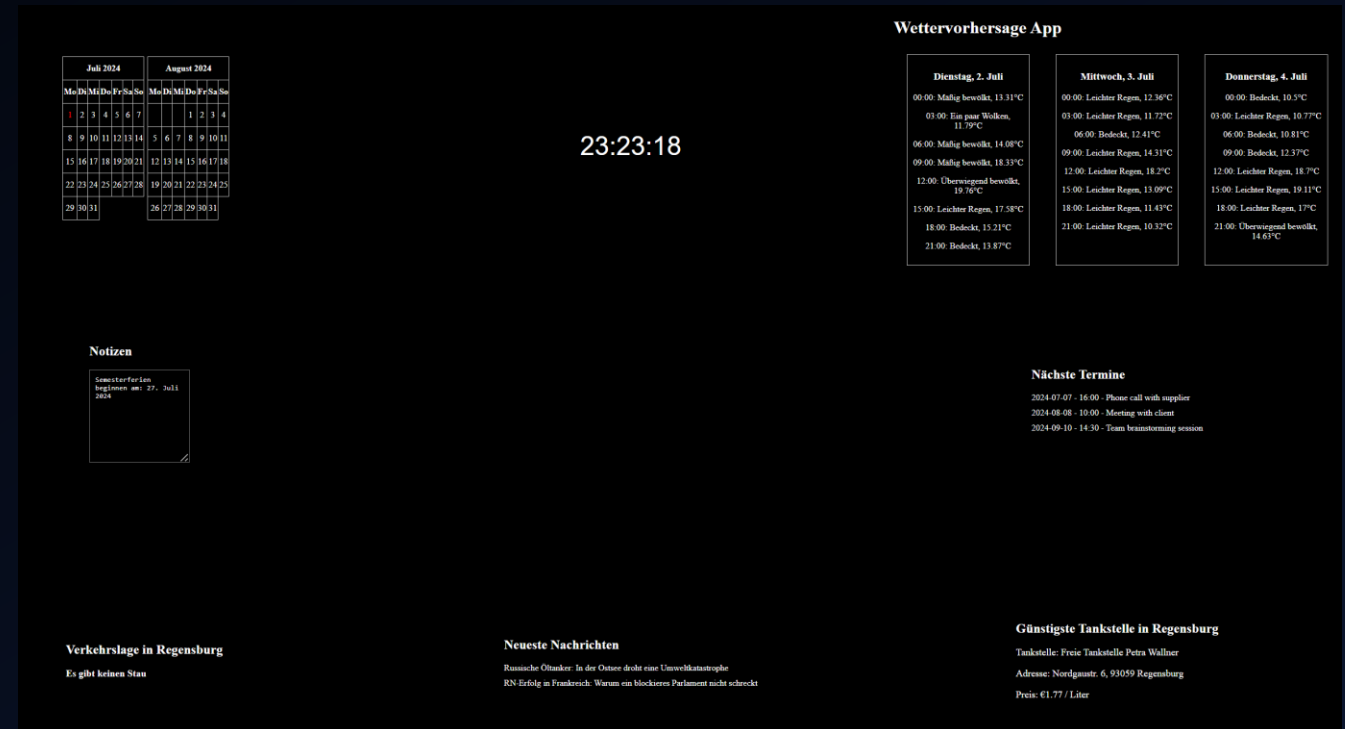 Juli 2024
Mo Di Mi Do Fr Sa So
1 2 3 4 5 6 7
8 9 10 11 12 13 14
15 16 17 18 19 20 21
22 23 24 25 26 27 28
29 30 31
August 2024
Mo Di Mi Do Fr Sa So
1 2 3 4
5 6 7 8 9 10 11
12 13 14 15 16 17 18
19 20 21 22 23 24 25
26 27 28 29 30 31
23:23:18
Wettervorhersage App
Dienstag, 2. Juli
00:00: Mäßig bewölkt, 13.31°C
03:00: Ein paar Wolken,
11.79°C
06:00: Mäßig bewölkt, 14.08°C
09:00: Mäßig bewölkt, 18.33°C
12:00: Überwiegend bewölkt,
19.76°C
15:00: Leichter Regen, 17.58°C
18:00: Bedeckt, 15.21°C
21:00: Bedeckt, 13.87°C
Mittwoch, 3. Juli
00:00: Leichter Regen, 12.36°C
03:00: Leichter Regen, 11.72°C
06:00: Bedeckt, 12.41°C
09:00: Leichter Regen, 14.31°C
12:00: Leichter Regen, 18.2°C
15:00: Leichter Regen, 13.09°C
18:00: Leichter Regen, 11.43°C
21:00: Leichter Regen, 10.32°C
Donnerstag, 4. Juli
00:00: Bedeckt, 10.5°C
03:00: Leichter Regen, 10.77°C
06:00: Bedeckt, 10.81°C
09:00: Bedeckt, 12.37°C
12:00: Leichter Regen, 18.7°C
15:00: Leichter Regen, 19.11°C
18:00: Leichter Regen, 17°C
21:00: Überwiegend bewölkt,
14.63°C
Notizen
Semesterferien
beginnen am: 27. Juli
2024
Nächste Termine
2024-07-07 - 16:00 - Phone call with supplier
2024-08-08 - 10:00 - Meeting with client
2024-09-10 - 14:30 - Team brainstorming session
Verkehrslage in Regensburg
Es gibt keinen Stau
Neueste Nachrichten
Russische Öltanker: In der Ostsee droht eine Umweltkatastrophe
RN-Erfolg in Frankreich: Warum ein blockieres Parlament nicht schreckt
Günstigste Tankstelle in Regensburg
Tankstelle: Freie Tankstelle Petra Wallner
Adresse: Nordgaustr. 6, 93059 Regensburg
Preis: €1.77 / Liter